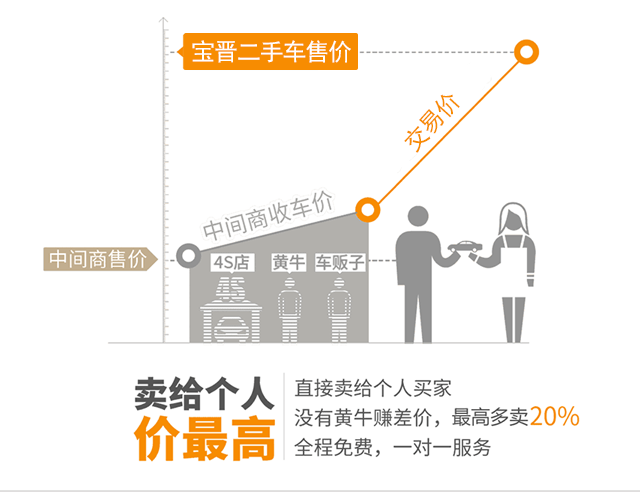 宝晋二手车售价
交易价
中间商收车价
中间商售价
4S店
黄牛
车贩子
4S
卖给个人
价最高
直接卖给个人买家
没有黄牛赚差价，最高多卖20%
全程免费，一对一服务